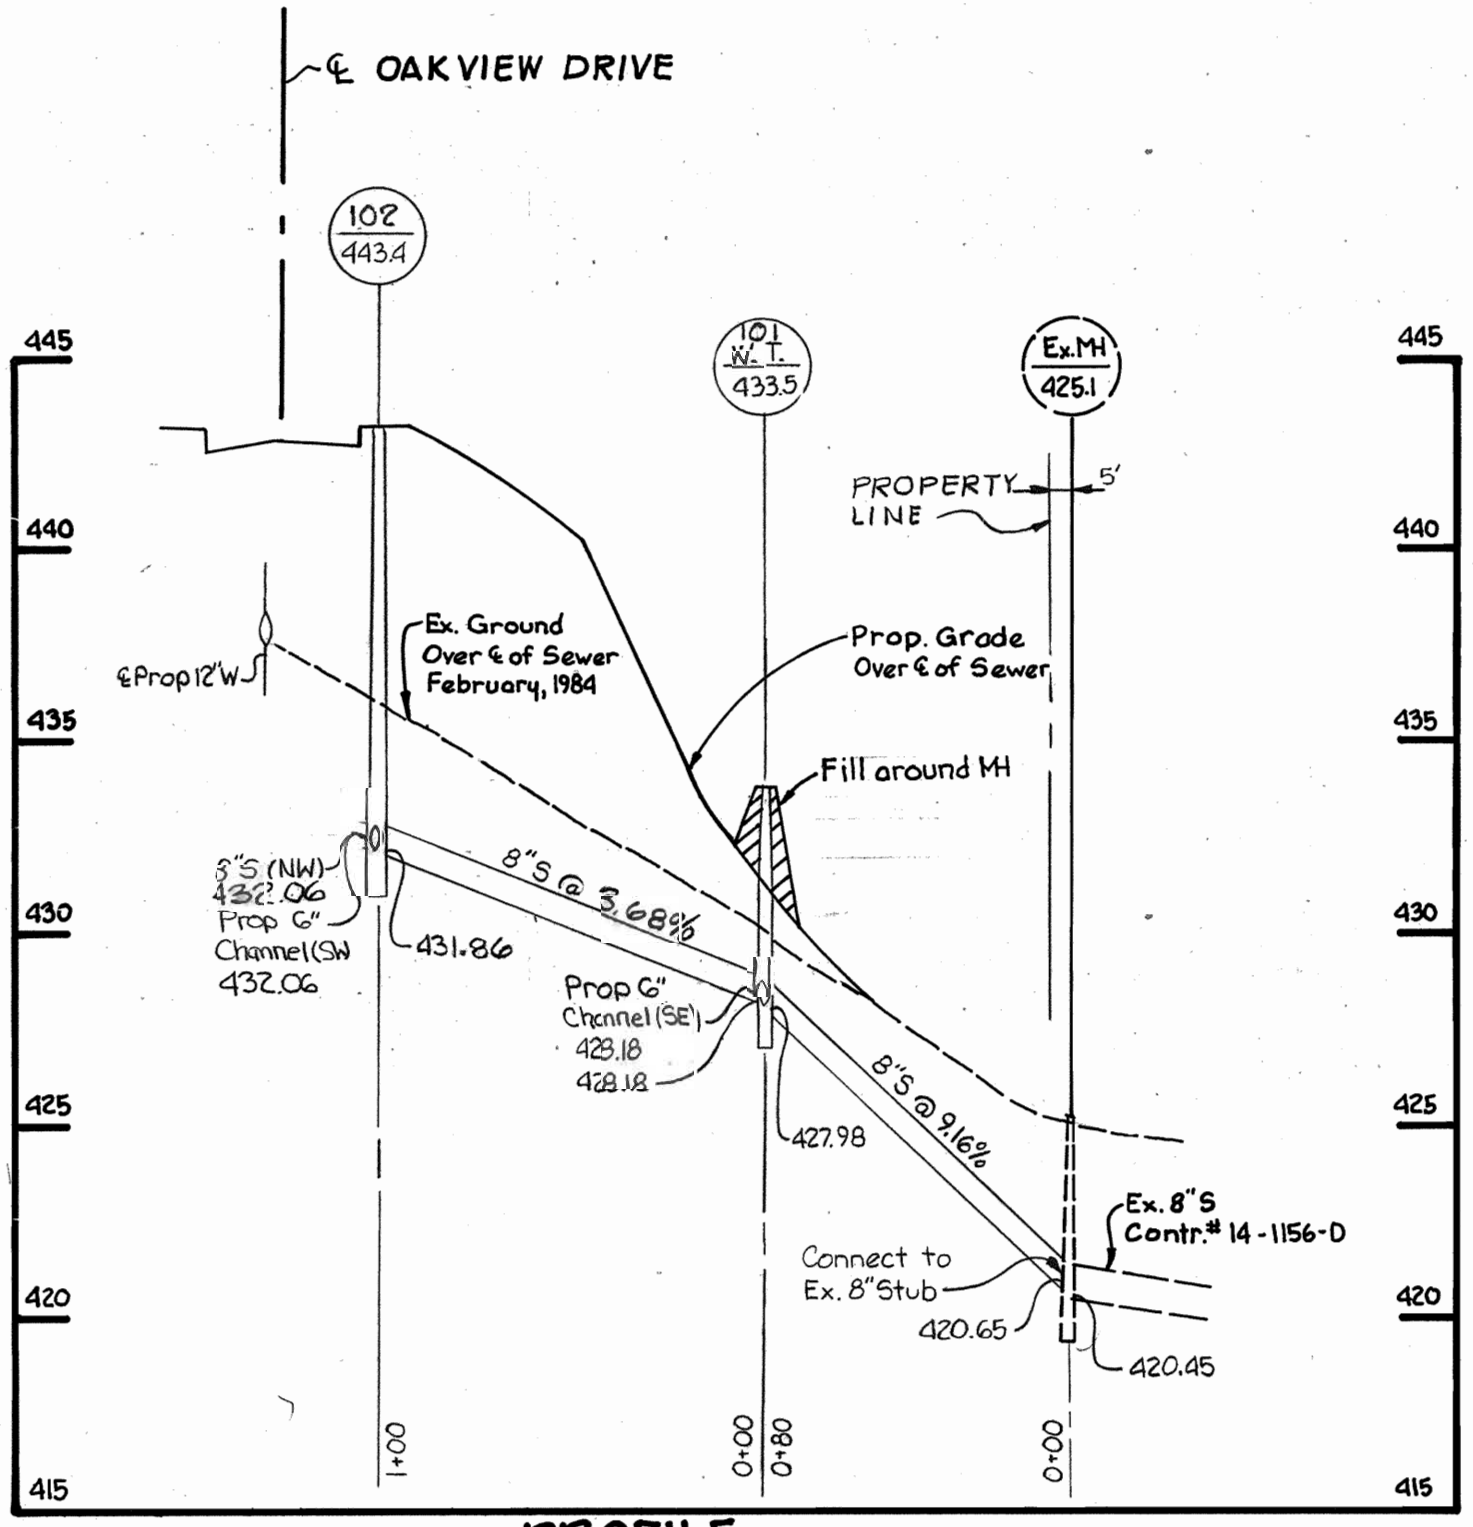 ℄ OAKVIEW DRIVE
102
443.4
101
W. T.
433.5
Ex. MH
425.1
445
445
PROPERTY
LINE
5'
440
440
Ex. Ground
Over ℄ of Sewer
February, 1984
Prop. Grade
Over ℄ of Sewer
℄ Prop 12"W
435
435
Fill around MH
8"S (NW)
432.06
Prop 6"
Channel (SW
432.06
8"S @ 3.68%
430
430
431.86
Prop 6"
Channel (SE)
428.18
428.18
427.98
8"S @ 9.16%
425
425
Ex. 8"S
Contr.# 14-1156-D
Connect to
Ex. 8" Stub
420.65
420.45
420
420
1+00
0+00
0+80
0+00
415
415
PROFILE